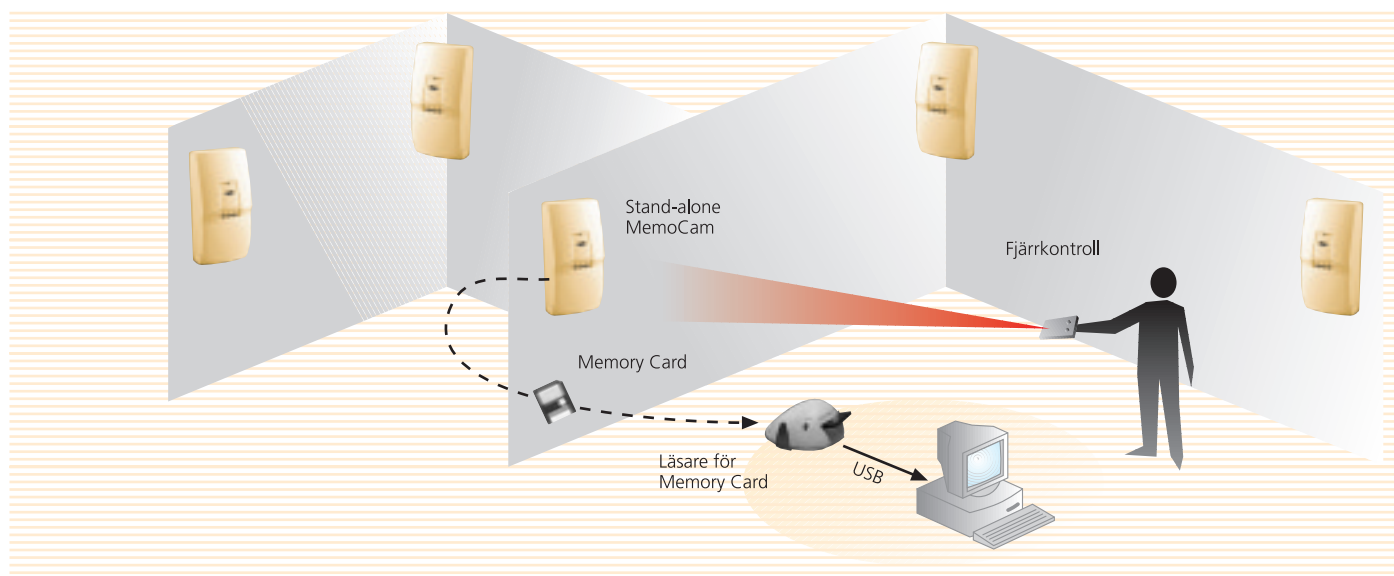 Stand-alone
MemoCam
Fjärrkontroll
Memory Card
Läsare för
Memory Card
USB